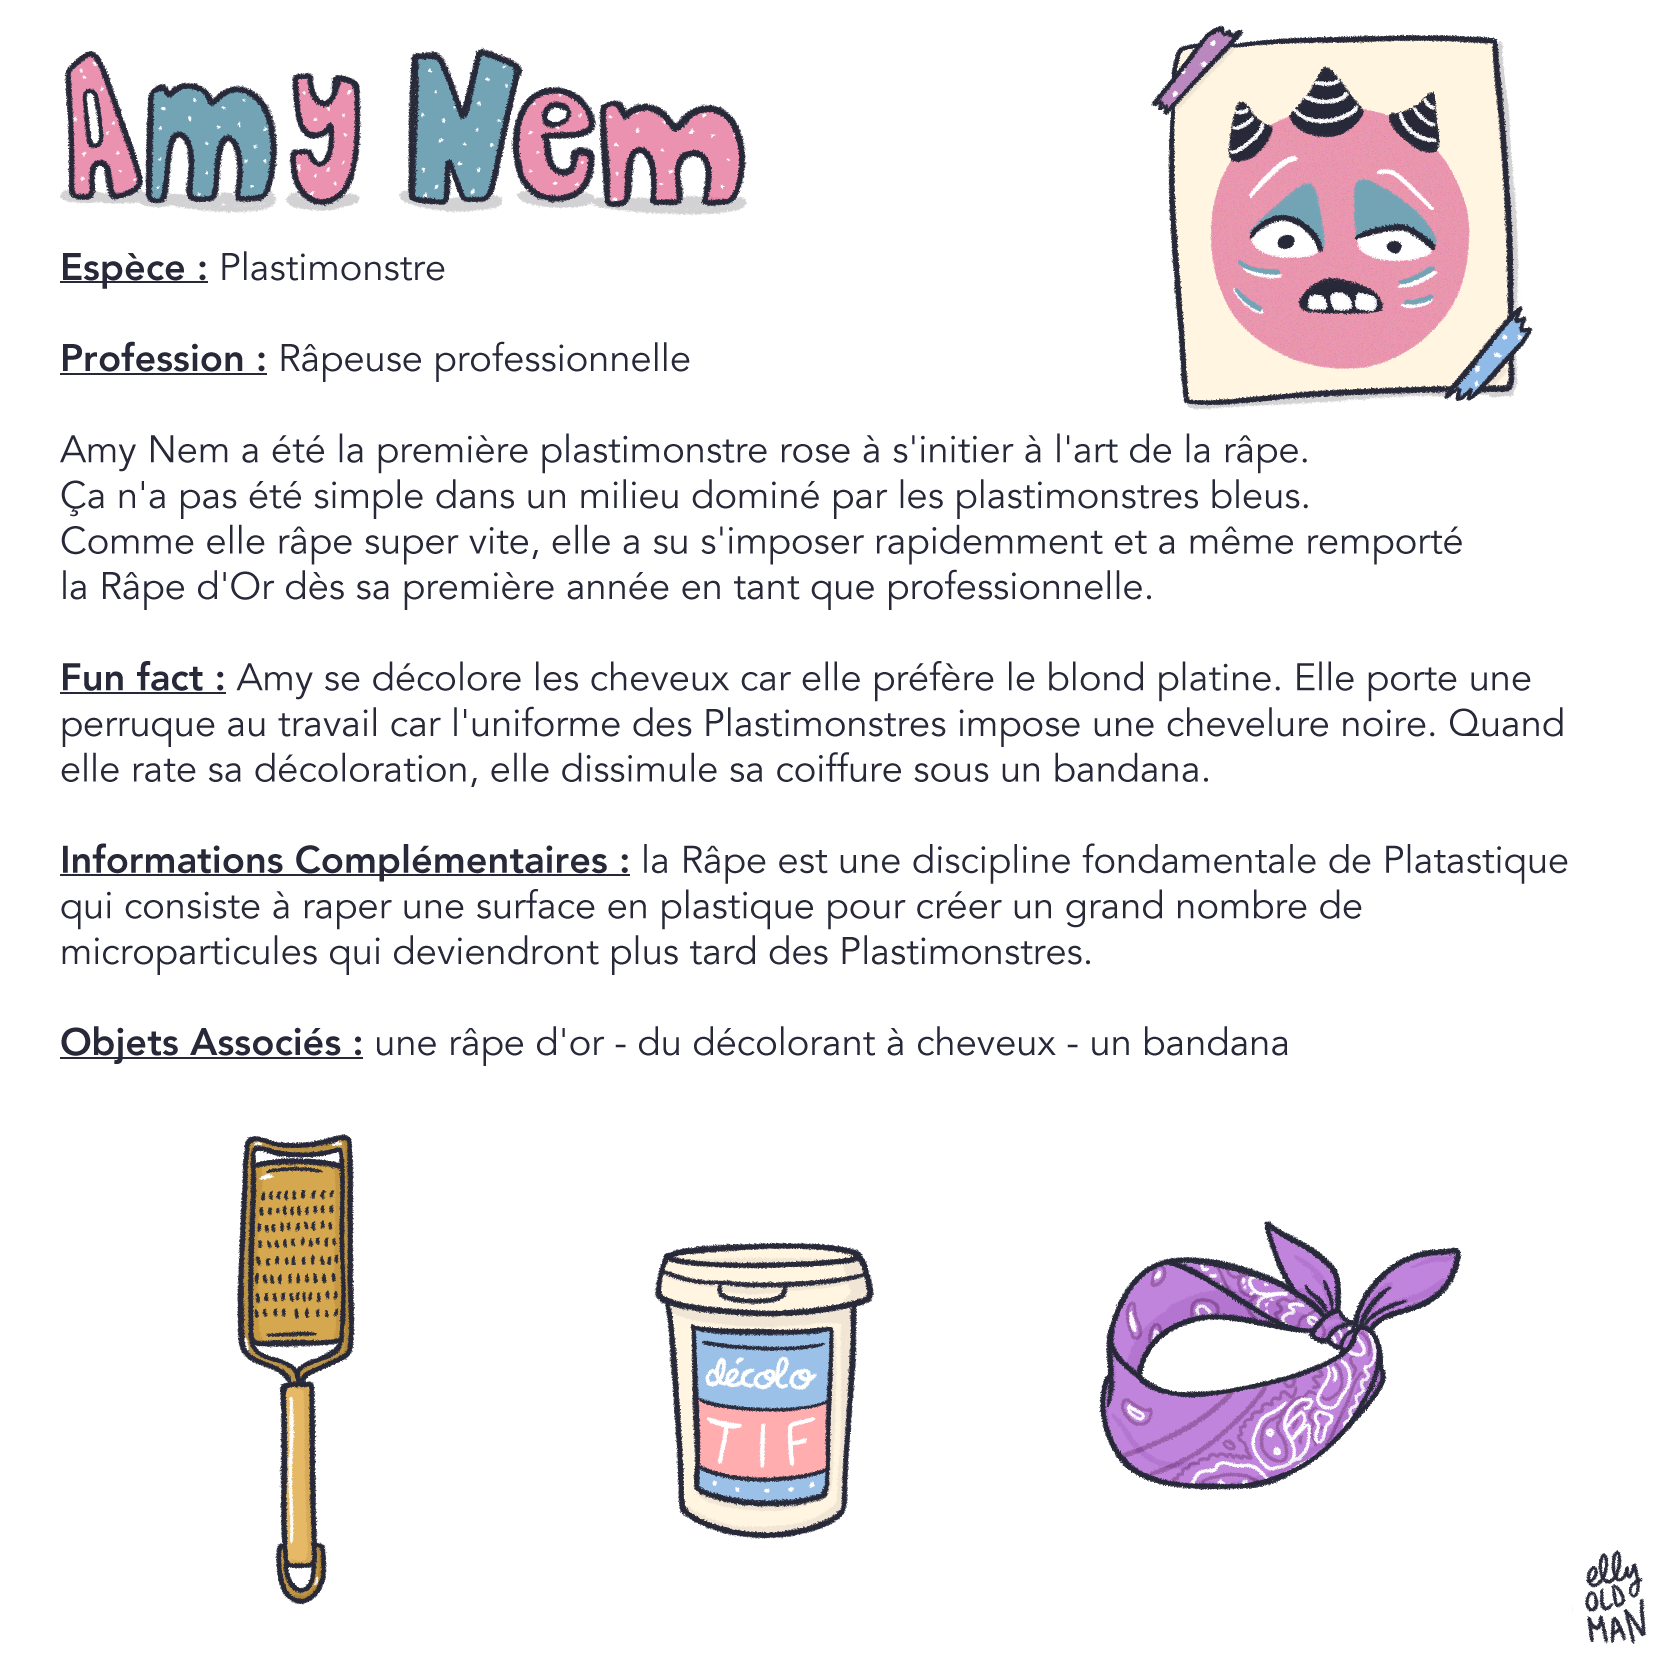 Amy Nem
Espèce : Plastimonstre
Profession : Râpeuse professionnelle
Amy Nem a été la première plastimonstre rose à s'initier à l'art de la râpe.
Ça n'a pas été simple dans un milieu dominé par les plastimonstres bleus.
Comme elle râpe super vite, elle a su s'imposer rapidemment et a même remporté
la Râpe d'Or dès sa première année en tant que professionnelle.
Fun fact : Amy se décolore les cheveux car elle préfère le blond platine. Elle porte une
perruque au travail car l'uniforme des Plastimonstres impose une chevelure noire. Quand
elle rate sa décoloration, elle dissimule sa coiffure sous un bandana.
Informations Complémentaires : la Râpe est une discipline fondamentale de Platastique
qui consiste à raper une surface en plastique pour créer un grand nombre de
microparticules qui deviendront plus tard des Plastimonstres.
Objets Associés : une râpe d'or - du décolorant à cheveux - un bandana
décolo
TIF
elly
OLD
MAN